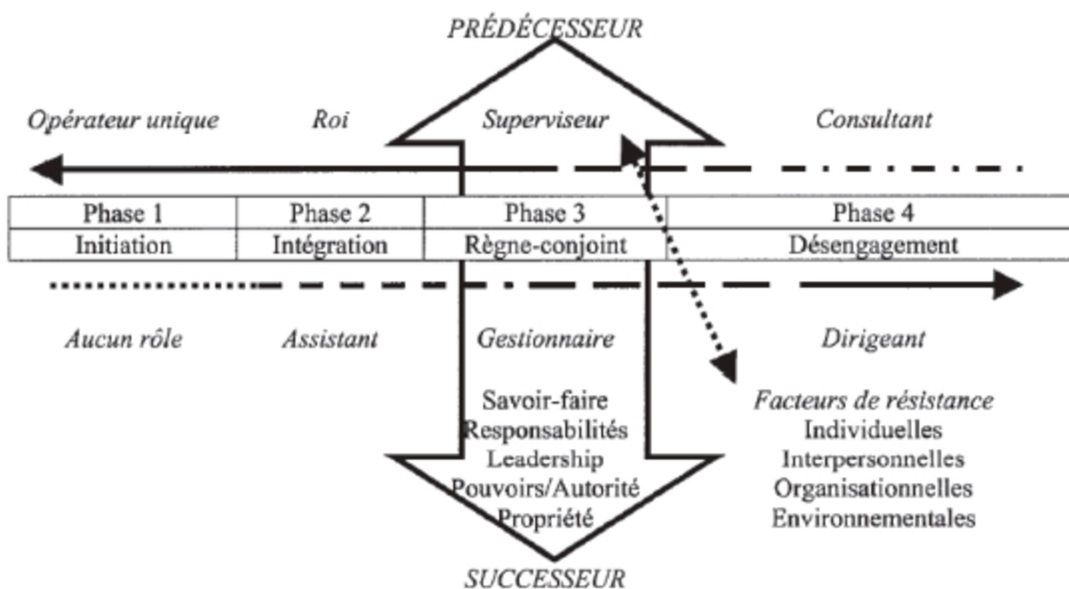 PRÉDÉCESSEUR
Opérateur unique Roi Superviseur Consultant
Phase 1 Phase 2 Phase 3 Phase 4
Initiation Intégration Règne-conjoint Désengagement
Aucun rôle Assistant Gestionnaire Dirigeant
Savoir-faire Facteurs de résistance
Responsabilités Individuelles
Leadership Interpersonnelles
Pouvoirs/Autorité Organisationnelles
Propriété Environnementales
SUCCESSEUR